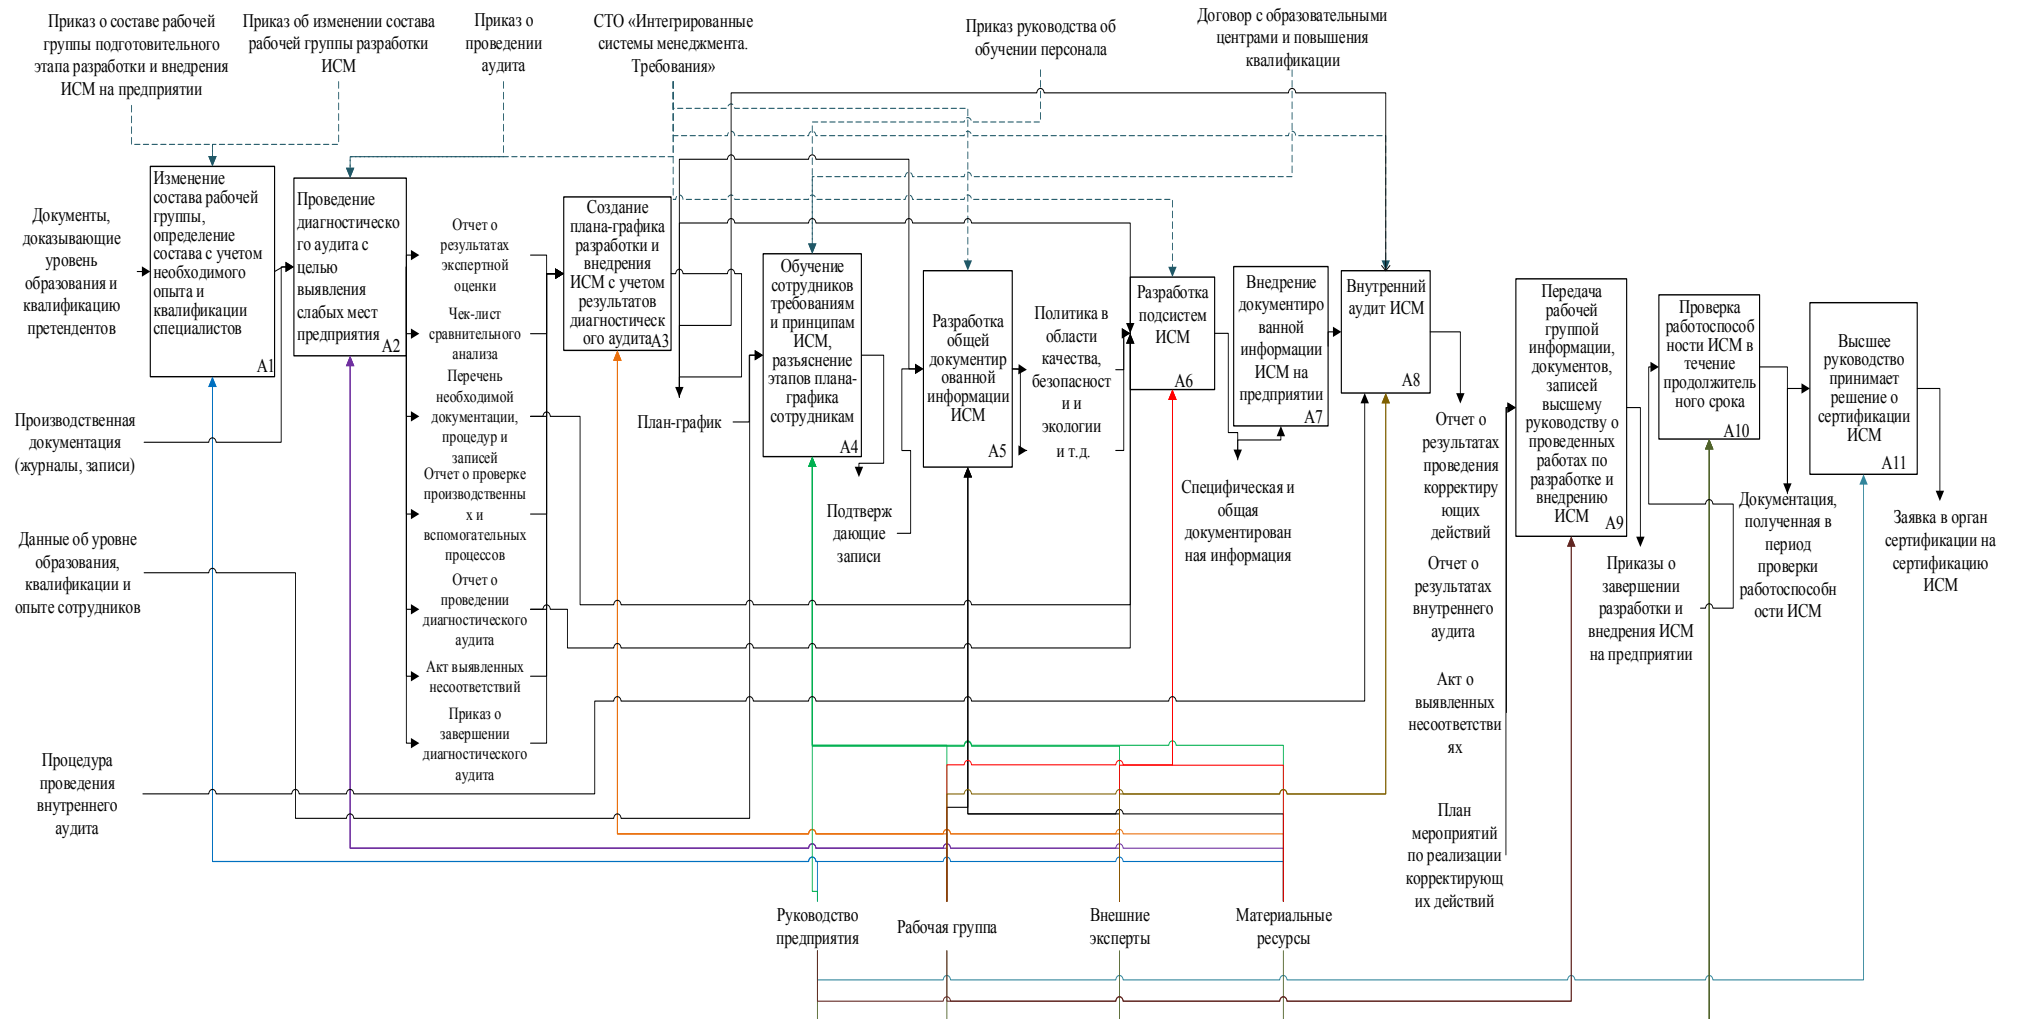 Приказ о составе рабочей
группы подготовительного
этапа разработки и внедрения
ИСМ на предприятии
Приказ об изменении состава
рабочей группы разработки
ИСМ
Приказ о
проведении
аудита
СТО «Интегрированные
системы менеджмента.
Требования»
Приказ руководства об
обучении персонала
Договор с образовательными
центрами и повышения
квалификации
Документы,
доказывающие
уровень
образования и
квалификацию
претендентов
Производственная
документация
(журналы, записи)
Данные об уровне
образования,
квалификации и
опыте сотрудников
Процедура
проведения
внутреннего
аудита
Изменение
состава рабочей
группы,
определение
состава с учетом
необходимого
опыта и
квалификации
специалистов
А1
Проведение
диагностическо
го аудита с
целью
выявления
слабых мест
предприятия
А2
Отчет о
результатах
экспертной
оценки
Чек-лист
сравнительного
анализа
Перечень
необходимой
документации,
процедур и
записей
Отчет о проверке
производственны
х и
вспомогательных
процессов
Отчет о
проведении
диагностического
аудита
Акт выявленных
несоответствий
Приказ о
завершении
диагностического
аудита
Создание
плана-графика
разработки и
внедрения
ИСМ с учетом
результатов
диагностическ
ого аудита
А3
План-график
Обучение
сотрудников
требованиям
и принципам
ИСМ,
разъяснение
этапов плана-
графика
сотрудникам
А4
Подтверж
дающие
записи
Разработка
общей
документир
ованной
информации
ИСМ
А5
Политика в
области
качества,
безопасност
и и
экологии
и т.д.
Разработка
подсистем
ИСМ
А6
Специфическая и
общая
документирован
ная информация
Внедрение
документиро
ванной
информации
ИСМ на
предприятии
А7
Внутренний
аудит ИСМ
А8
Отчет о
результатах
проведения
корректиру
ющих
действий
Отчет о
результатах
внутреннего
аудита
Акт о
выявленных
несоответстви
ях
План
мероприятий
по реализации
корректирующ
их действий
Передача
рабочей
группой
информации,
документов,
записей
высшему
руководству о
проведенных
работах по
разработке и
внедрению
ИСМ
А9
Приказы о
завершении
разработки и
внедрения ИСМ
на предприятии
Проверка
работоспособ
ности ИСМ в
течение
продолжитель
ного срока
А10
Документация,
полученная в
период
проверки
работоспособн
ости ИСМ
Высшее
руководство
принимает
решение о
сертификации
ИСМ
А11
Заявка в орган
сертификации на
сертификацию
ИСМ
Руководство
предприятия
Рабочая группа
Внешние
эксперты
Материальные
ресурсы